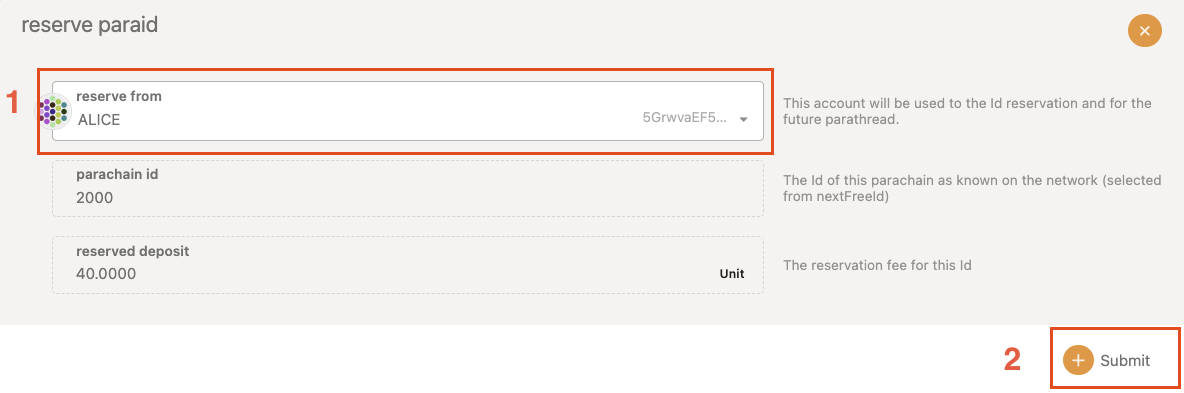 reserve paraid
1
reserve from
ALICE
5GrwvaEF5...
This account will be used to the Id reservation and for the
future parathread.
parachain id
2000
The Id of this parachain as known on the network (selected
from nextFreeId)
reserved deposit
40.0000
Unit
The reservation fee for this Id
2
Submit